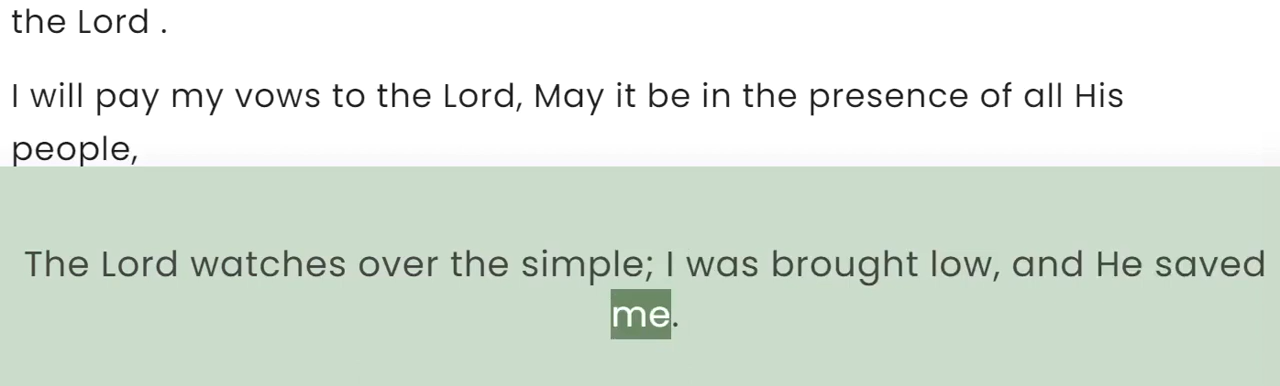 the Lord .
I will pay my vows to the Lord, May it be in the presence of all His
people,
The Lord watches over the simple; I was brought low, and He saved
me.